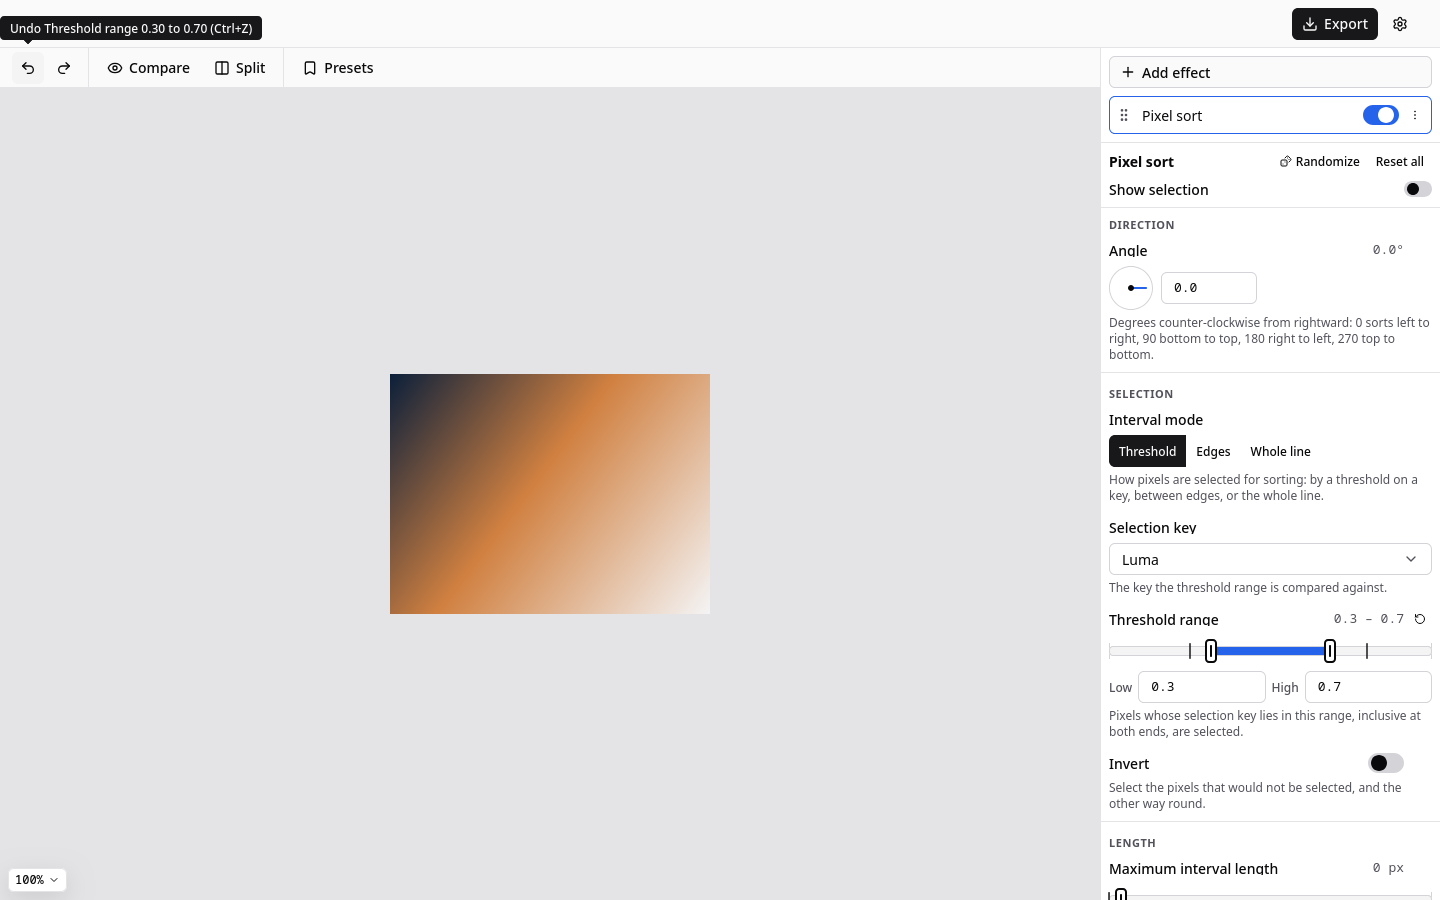 Undo Threshold range 0.30 to 0.70 (Ctrl+Z)
Export
Compare
Split
Presets
Add effect
Pixel sort
Pixel sort
Randomize
Reset all
Show selection
DIRECTION
Angle
0.0°
0.0
Degrees counter-clockwise from rightward: 0 sorts left to
right, 90 bottom to top, 180 right to left, 270 top to
bottom.
SELECTION
Interval mode
Threshold
Edges
Whole line
How pixels are selected for sorting: by a threshold on a
key, between edges, or the whole line.
Selection key
Luma
The key the threshold range is compared against.
Threshold range
0.3 – 0.7
Low
0.3
High
0.7
Pixels whose selection key lies in this range, inclusive at
both ends, are selected.
Invert
Select the pixels that would not be selected, and the
other way round.
LENGTH
Maximum interval length
0 px
100%